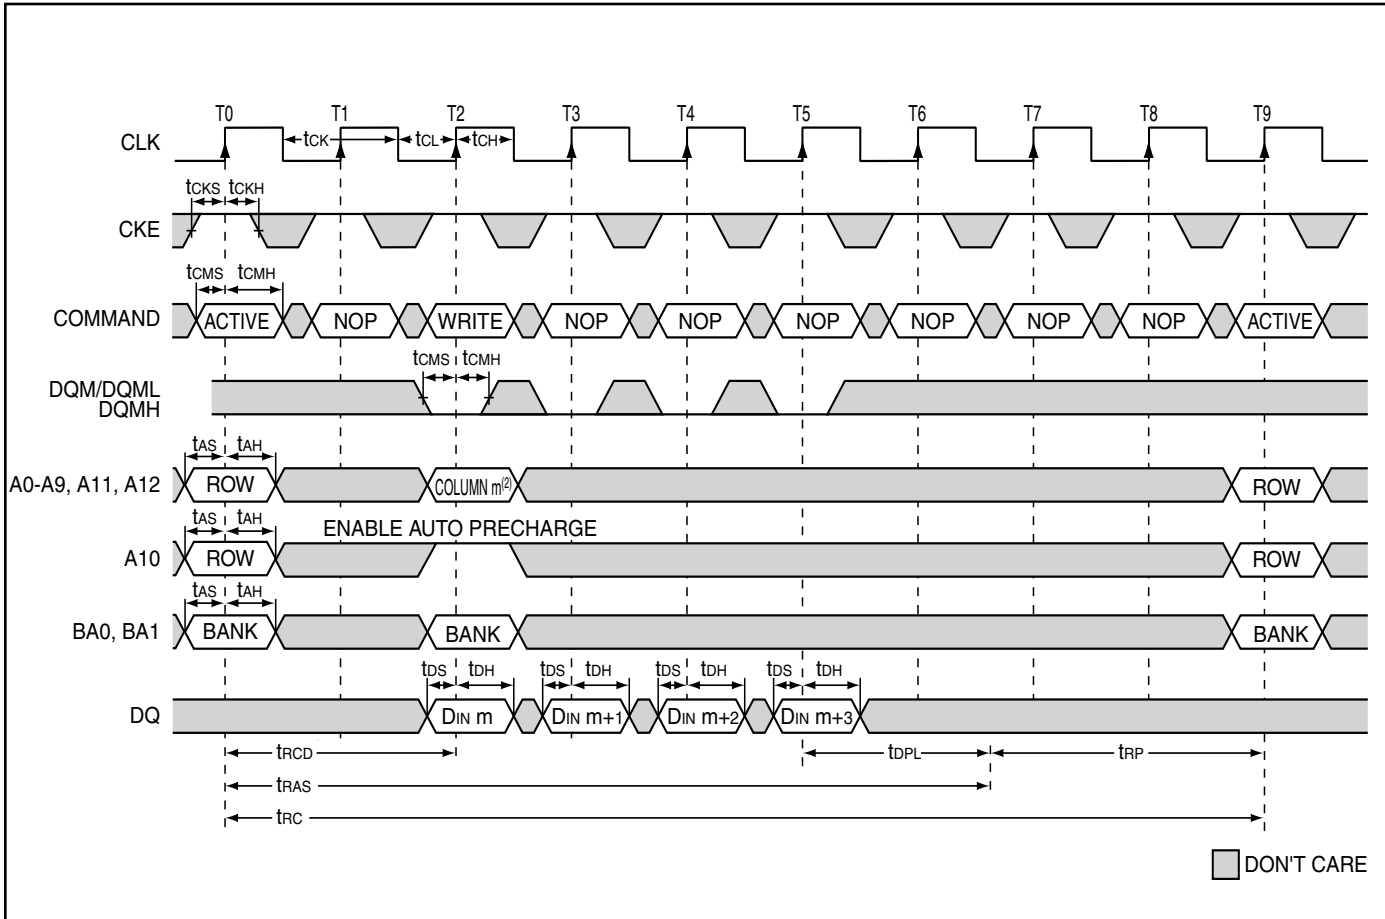 T0 T1 T2 T3 T4 T5 T6 T7 T8 T9
CLK
tCK tCL tCH
tCKS tCKH
CKE
tCMS tCMH
COMMAND ACTIVE NOP WRITE NOP NOP NOP NOP NOP NOP ACTIVE
tCMS tCMH
DQM/DQML
DQMH
tAS tAH
A0-A9, A11, A12 ROW COLUMN m(2) ROW
tAS tAH
ENABLE AUTO PRECHARGE
A10 ROW ROW
tAS tAH
BA0, BA1 BANK BANK BANK
tDS tDH tDS tDH tDS tDH tDS tDH
DQ DIN m DIN m+1 DIN m+2 DIN m+3
tRCD tDPL tRP
tRAS
tRC
DON'T CARE